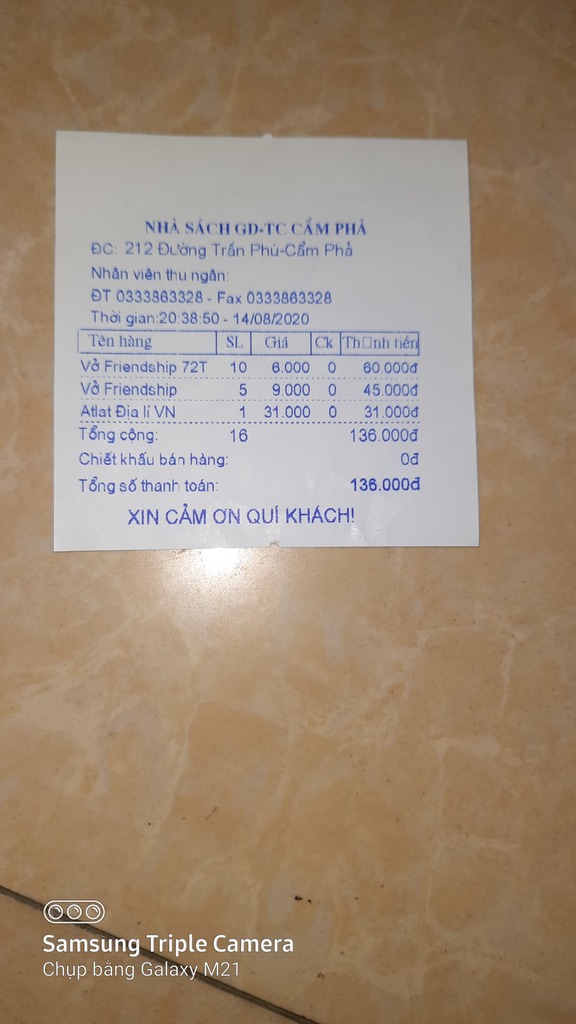 NHÀ SÁCH GD-TC CẨM PHẢ
ĐC. 212 Đường Trần Phú-Cẩm Phả
Nhân viên thu ngân:
ĐT 0333863328 - Fax 0333863328
Thời gian:20:38:50 - 14/08/2020
Tên hàng SL Giá Ck Th□nh tiền
Vở Friendship 72T 10 6.000 0 60.000đ
Vở Friendship 5 9.000 0 45.000đ
Atlat Địa lí VN 1 31.000 0 31.000đ
Tổng cộng: 16 136.000đ
Chiết khấu bán hàng: 0đ
Tổng số thanh toán: 136.000đ
XIN CẢM ƠN QUÍ KHÁCH!
Samsung Triple Camera
Chụp bằng Galaxy M21